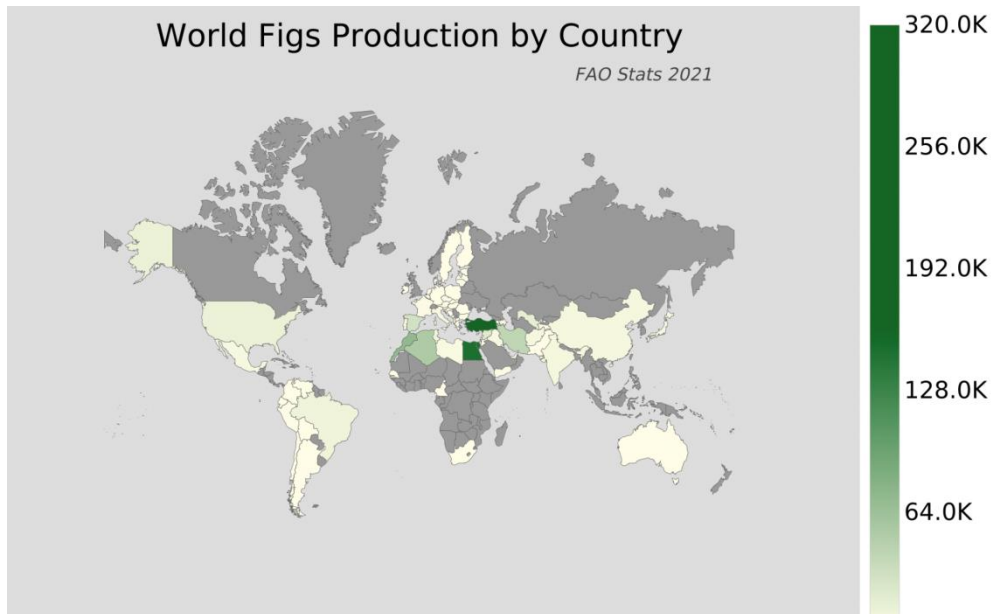 World Figs Production by Country
FAO Stats 2021
320.0K
256.0K
192.0K
128.0K
64.0K